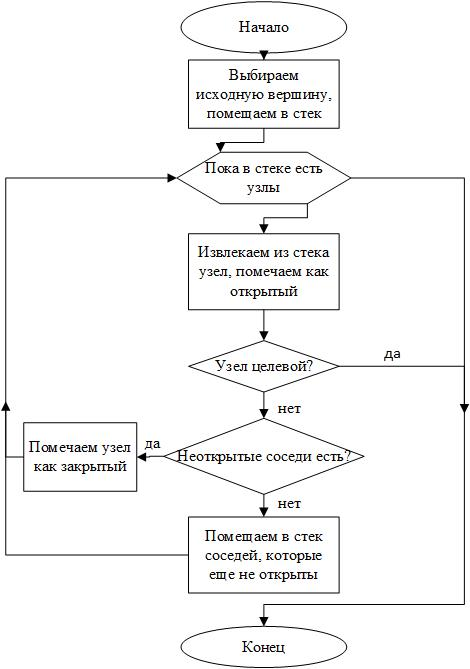 Начало
Выбираем
исходную вершину,
помещаем в стек
Пока в стеке есть
узлы
Извлекаем из стека
узел, помечаем как
открытый
Узел целевой?
да
нет
Неоткрытые соседи есть?
да
Помечаем узел
как закрытый
нет
Помещаем в стек
соседей, которые
еще не открыты
Конец